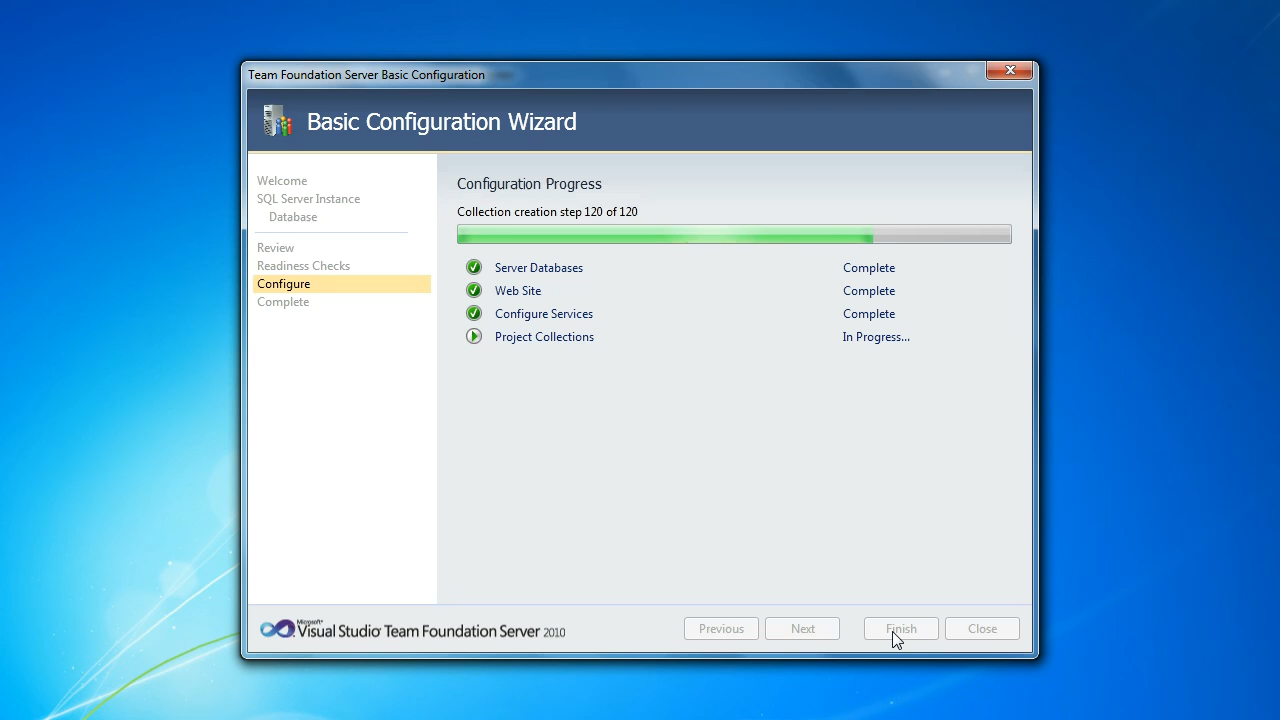 Team Foundation Server Basic Configuration
Basic Configuration Wizard
Welcome
SQL Server Instance
Database
Review
Readiness Checks
Configure
Complete
Configuration Progress
Collection creation step 120 of 120
Server Databases Complete
Web Site Complete
Configure Services Complete
Project Collections In Progress...
Microsoft®
Visual Studio® Team Foundation Server 2010
Previous Next Finish Close